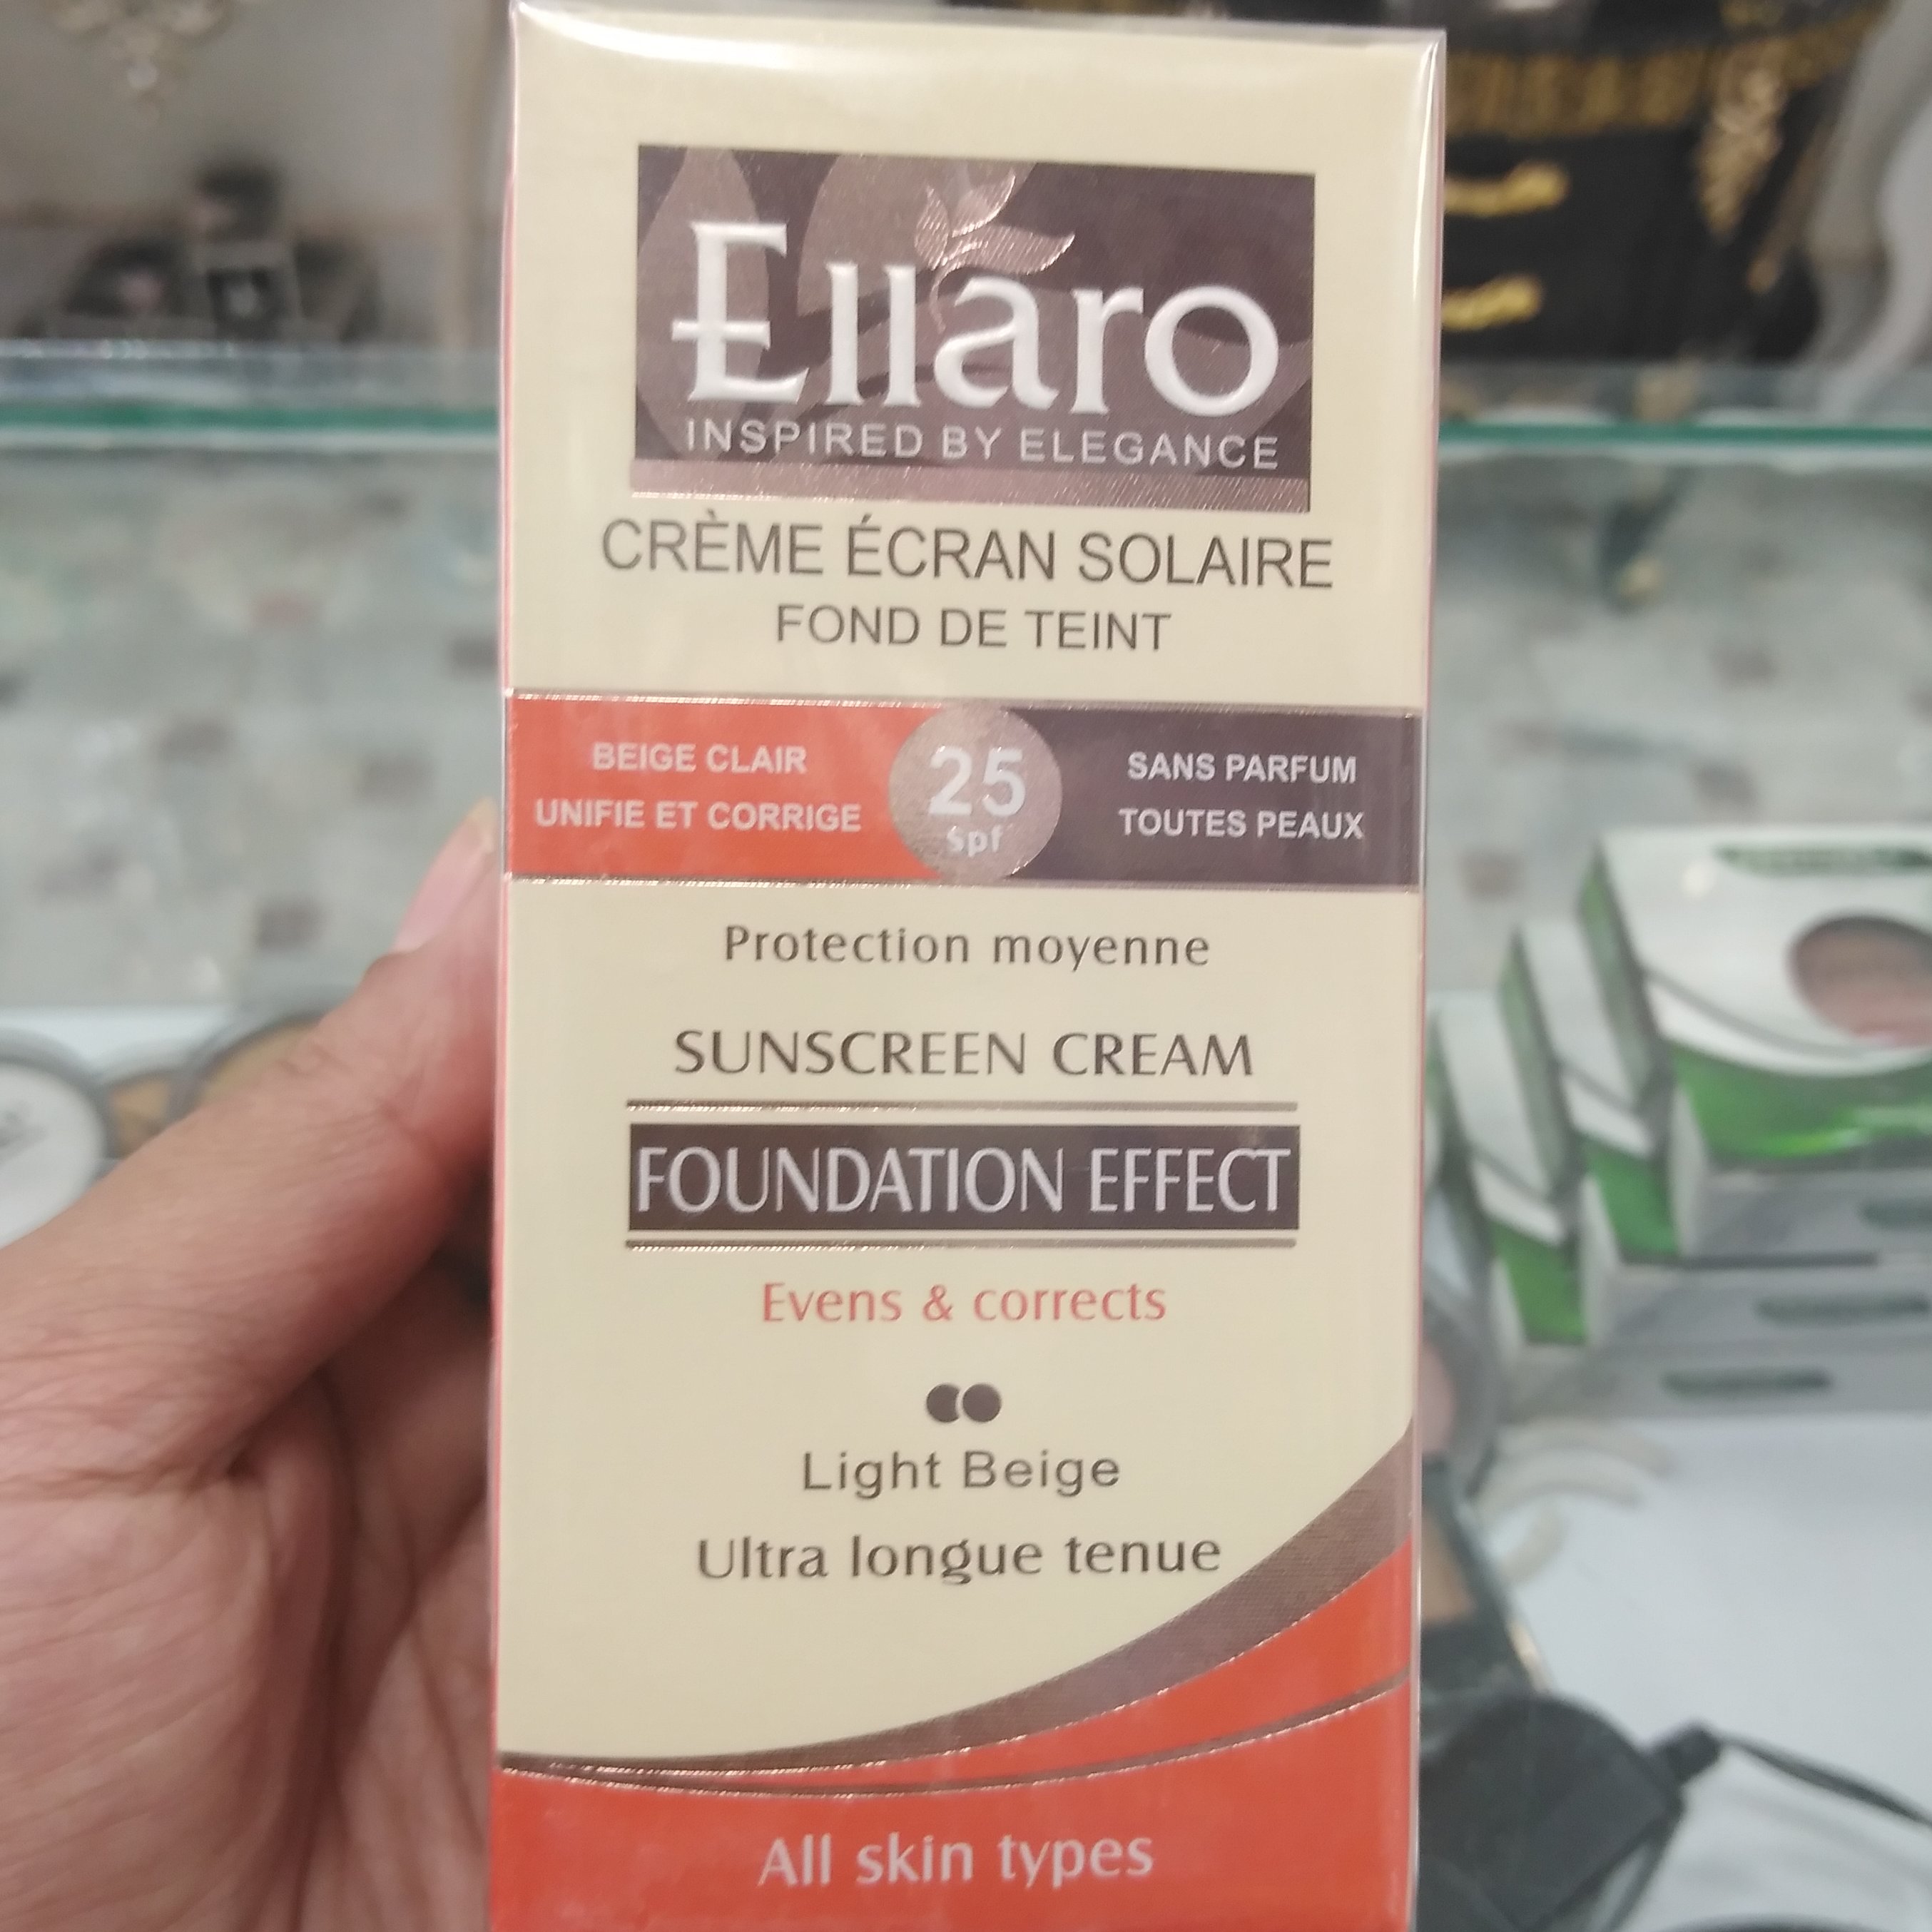 Ellaro
INSPIRED BY ELEGANCE
CRÈME ÉCRAN SOLAIRE
FOND DE TEINT
BEIGE CLAIR
UNIFIE ET CORRIGE
25
Spf
SANS PARFUM
TOUTES PEAUX
Protection moyenne
SUNSCREEN CREAM
FOUNDATION EFFECT
Evens & corrects
Light Beige
Ultra longue tenue
All skin types